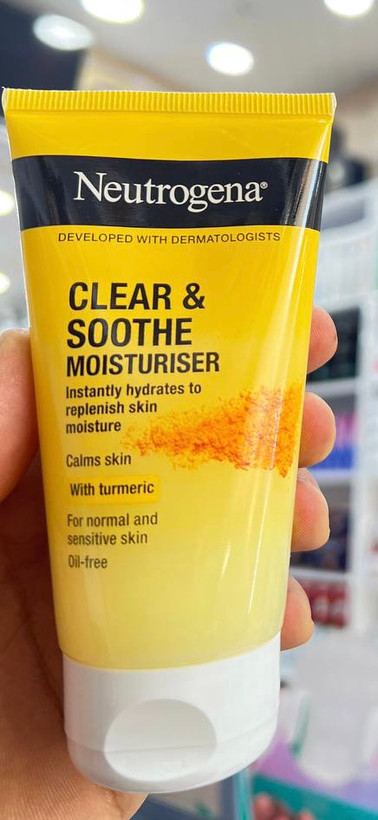 Neutrogena®
DEVELOPED WITH DERMATOLOGISTS
CLEAR &
SOOTHE
MOISTURISER
Instantly hydrates to
replenish skin
moisture
Calms skin
With turmeric
For normal and
sensitive skin
Oil-free